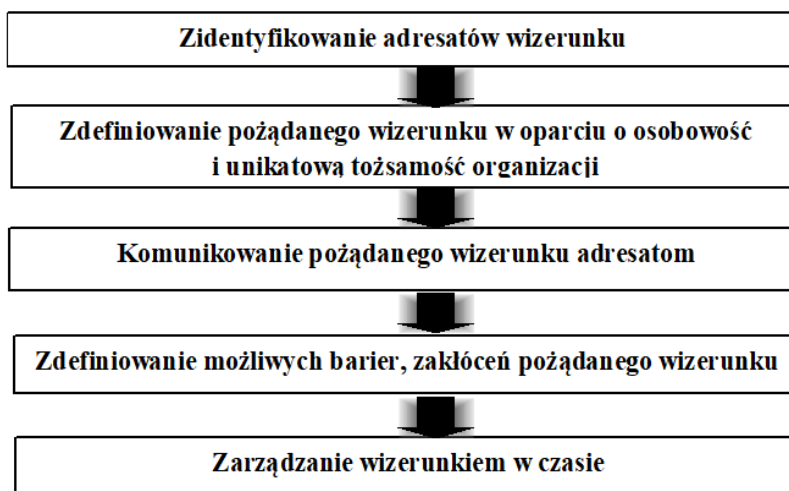 Zidentyfikowanie adresatów wizerunku
Zdefiniowanie pożądanego wizerunku w oparciu o osobowość
i unikatową tożsamość organizacji
Komunikowanie pożądanego wizerunku adresatom
Zdefiniowanie możliwych barier, zakłóceń pożądanego wizerunku
Zarządzanie wizerunkiem w czasie